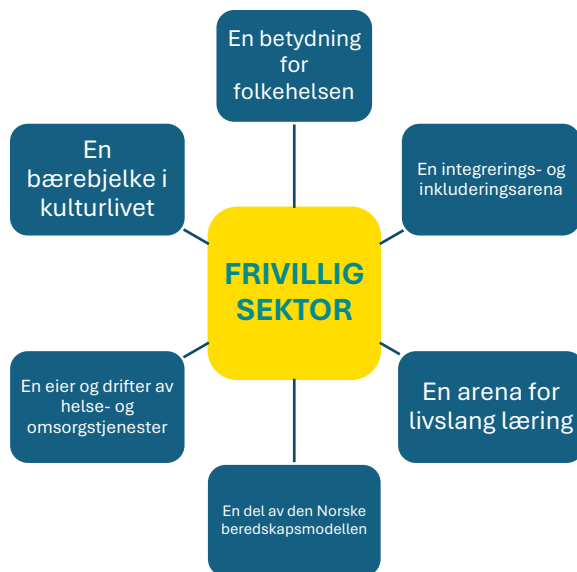 En betydning
for
folkehelsen
En
bærebjelke i
kulturlivet
En integrerings- og
inkluderingsarena
FRIVILLIG
SEKTOR
En eier og drifter av
helse- og
omsorgstjenester
En arena for
livslang læring
En del av den Norske
beredskapsmodellen